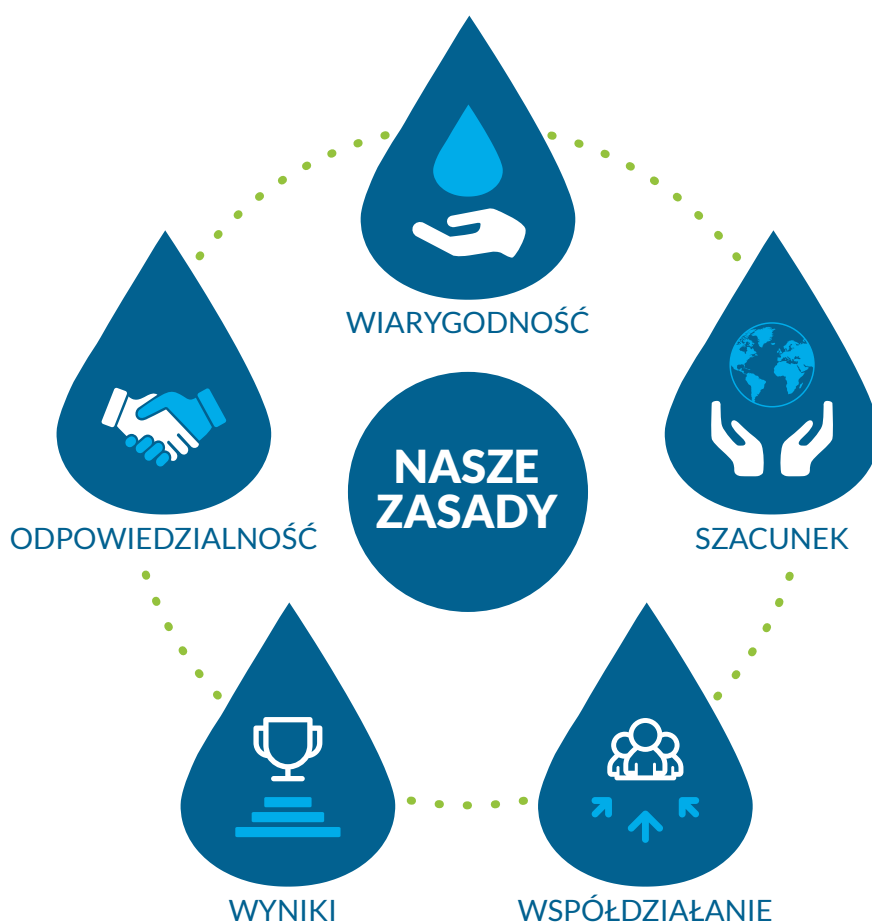 WIARYGODNOŚĆ
NASZE
ZASADY
ODPOWIEDZIALNOŚĆ
SZACUNEK
WYNIKI
WSPÓŁDZIAŁANIE